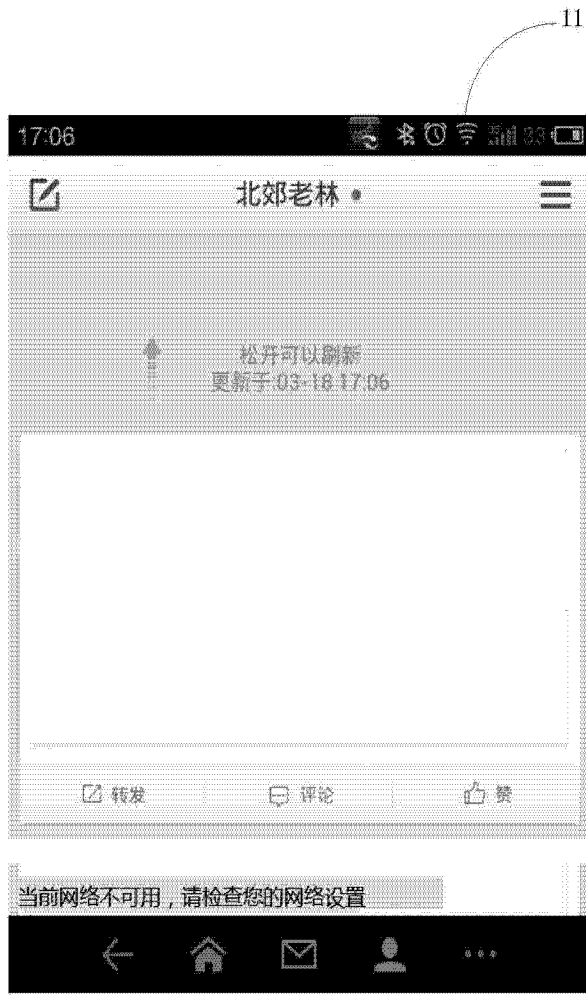 11
17:06
33
北郊老林
松开可以刷新
更新于:03-18 17:06
转发 评论 赞
当前网络不可用，请检查您的网络设置